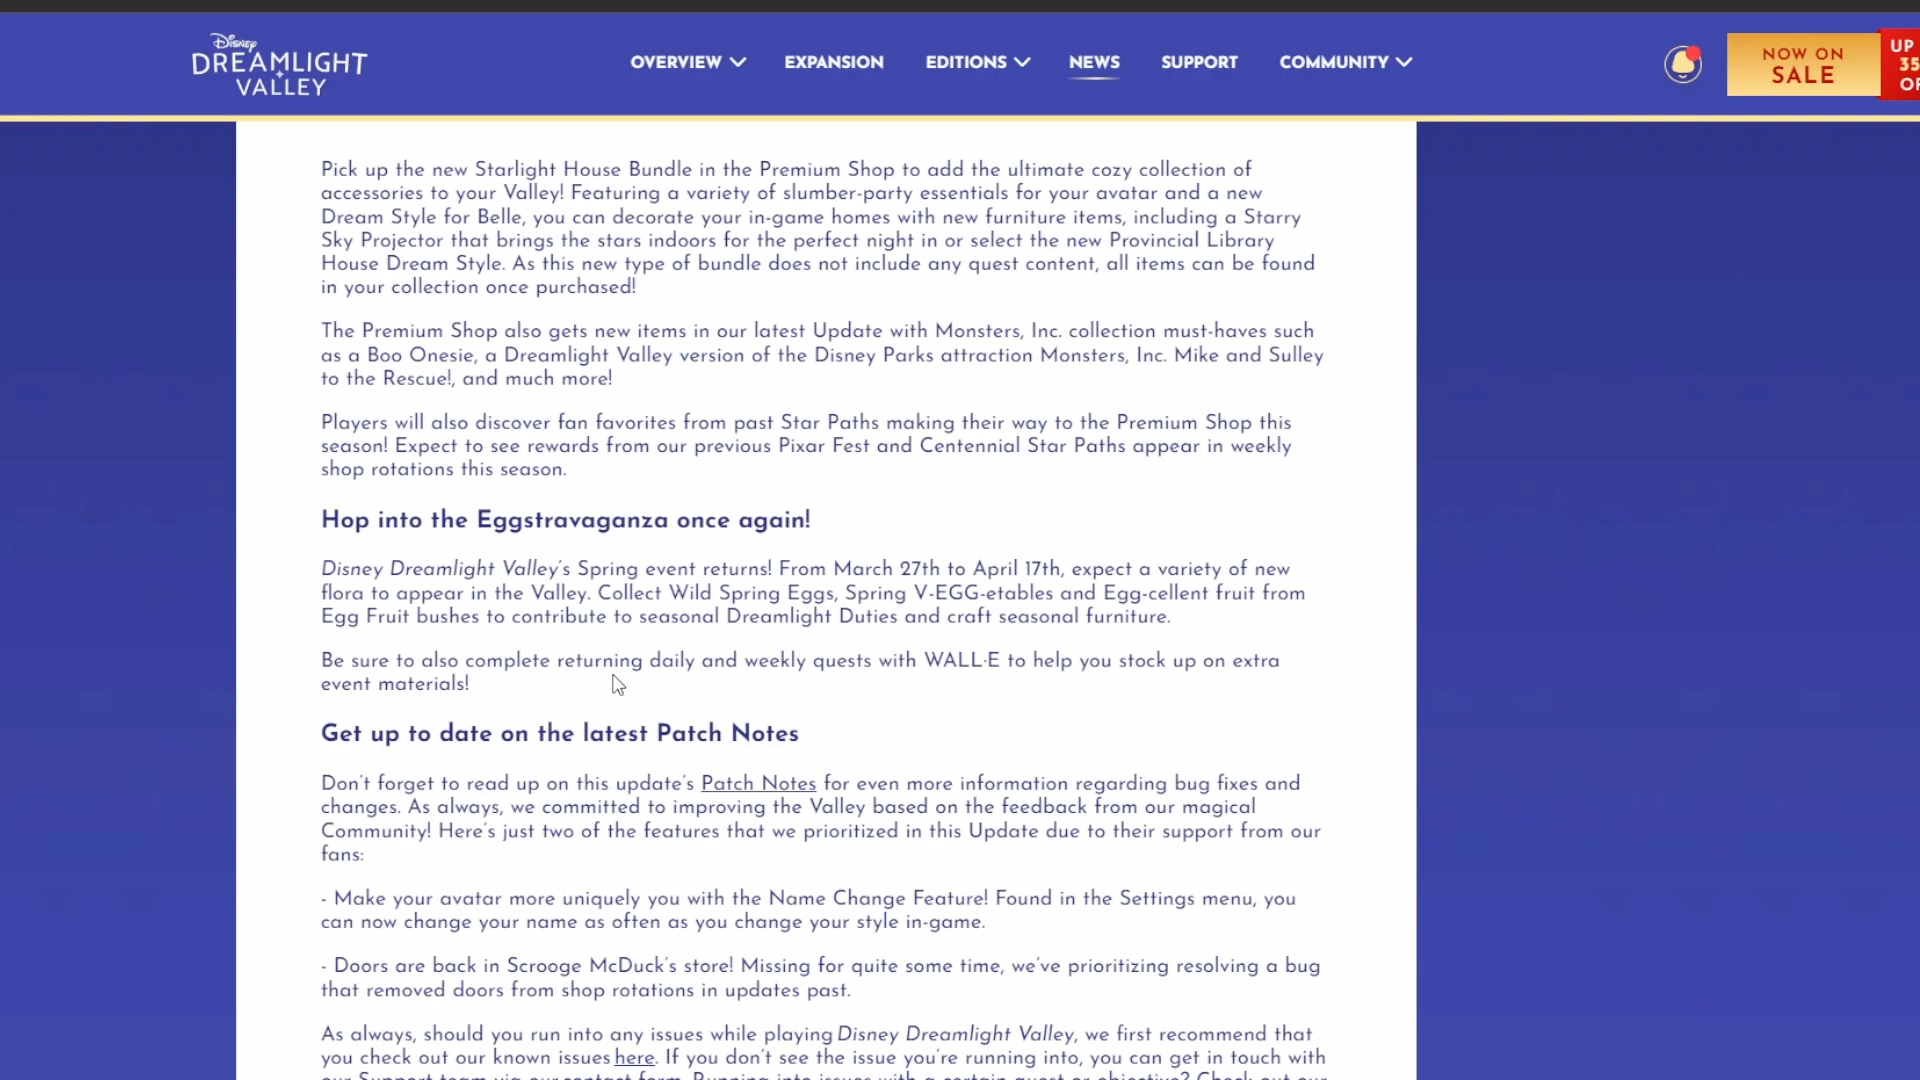 Disney
DREAMLIGHT
VALLEY
OVERVIEW
EXPANSION
EDITIONS
NEWS
SUPPORT
COMMUNITY
NOW ON
SALE
UP
35
Pick up the new Starlight House Bundle in the Premium Shop to add the ultimate cozy collection of
accessories to your Valley! Featuring a variety of slumber-party essentials for your avatar and a new
Dream Style for Belle, you can decorate your in-game homes with new furniture items, including a Starry
Sky Projector that brings the stars indoors for the perfect night in or select the new Provincial Library
House Dream Style. As this new type of bundle does not include any quest content, all items can be found
in your collection once purchased!
The Premium Shop also gets new items in our latest Update with Monsters, Inc. collection must-haves such
as a Boo Onesie, a Dreamlight Valley version of the Disney Parks attraction Monsters, Inc. Mike and Sulley
to the Rescue!, and much more!
Players will also discover fan favorites from past Star Paths making their way to the Premium Shop this
season! Expect to see rewards from our previous Pixar Fest and Centennial Star Paths appear in weekly
shop rotations this season.
Hop into the Eggstravaganza once again!
Disney Dreamlight Valley's Spring event returns! From March 27th to April 17th, expect a variety of new
flora to appear in the Valley. Collect Wild Spring Eggs, Spring V-EGG-etables and Egg-cellent fruit from
Egg Fruit bushes to contribute to seasonal Dreamlight Duties and craft seasonal furniture.
Be sure to also complete returning daily and weekly quests with WALL·E to help you stock up on extra
event materials!
Get up to date on the latest Patch Notes
Don't forget to read up on this update's Patch Notes for even more information regarding bug fixes and
changes. As always, we committed to improving the Valley based on the feedback from our magical
Community! Here's just two of the features that we prioritized in this Update due to their support from our
fans:
- Make your avatar more uniquely you with the Name Change Feature! Found in the Settings menu, you
can now change your name as often as you change your style in-game.
- Doors are back in Scrooge McDuck's store! Missing for quite some time, we've prioritizing resolving a bug
that removed doors from shop rotations in updates past.
As always, should you run into any issues while playing Disney Dreamlight Valley, we first recommend that
you check out our known issues here. If you don't see the issue you're running into, you can get in touch with
our Support team via our contact form. Running into issues with a certain quest or objective? Check out our